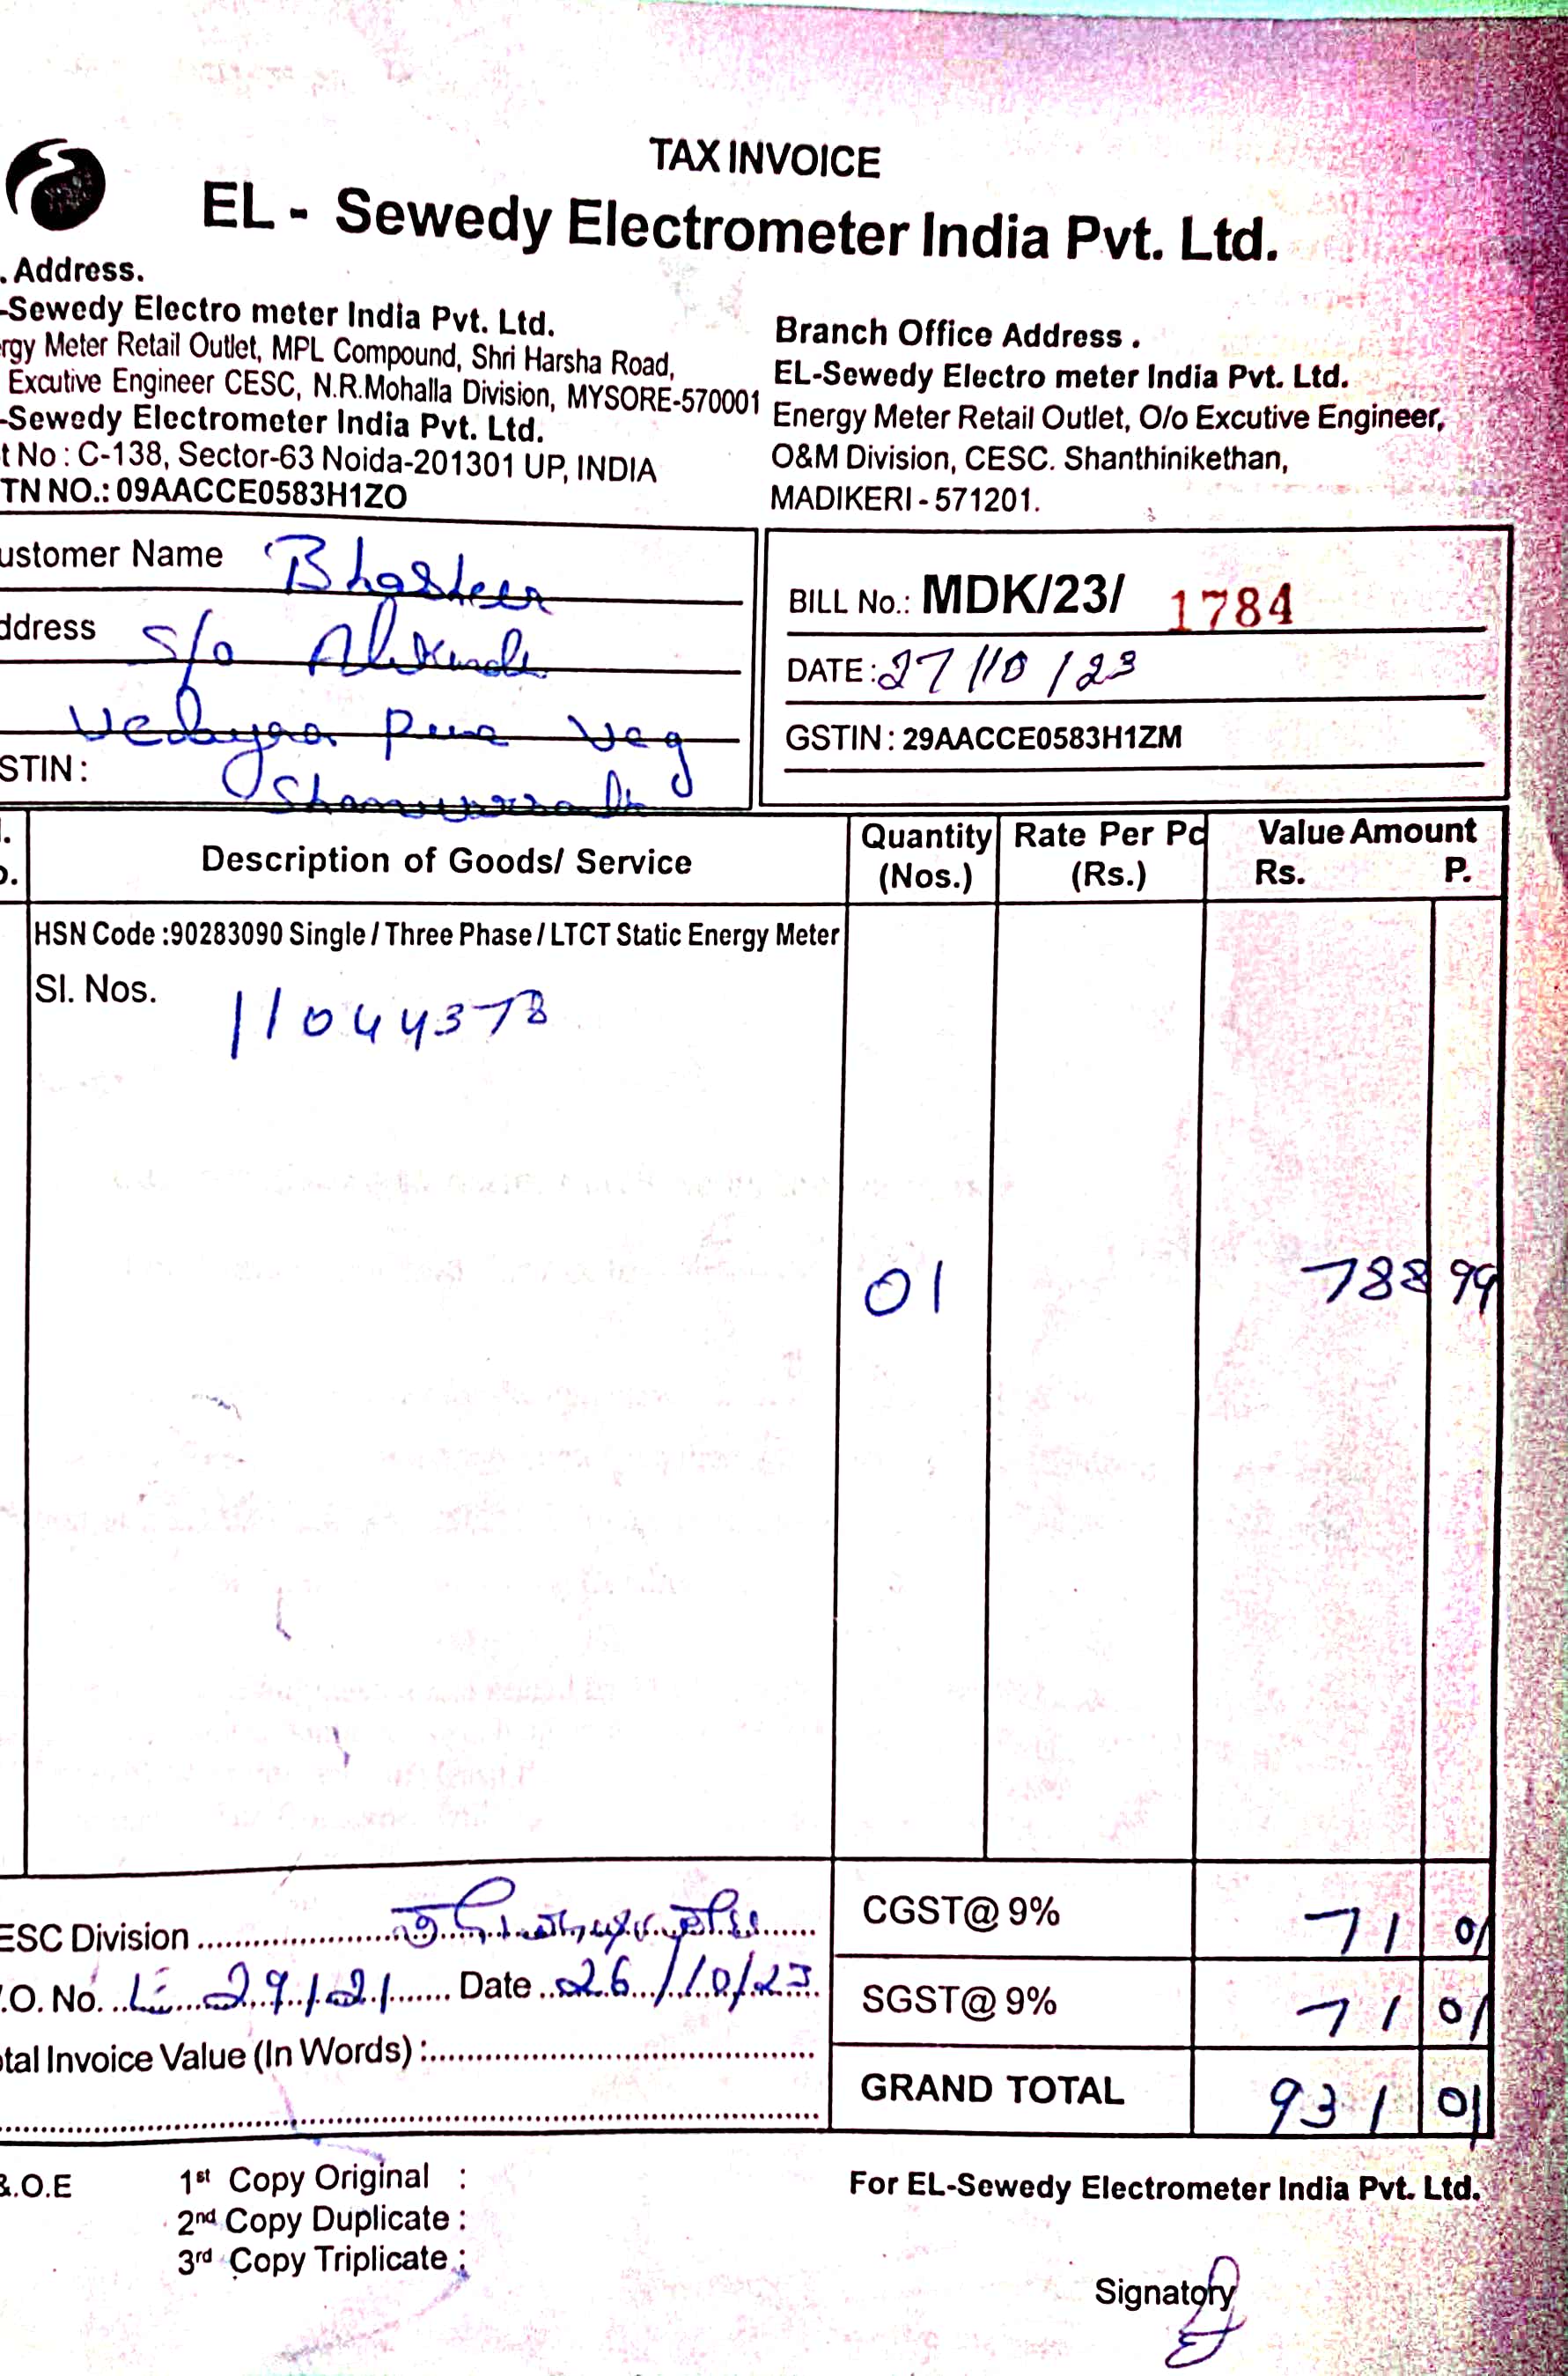 TAX INVOICE
EL - Sewedy Electrometer India Pvt. Ltd.
. Address.
-Sewedy Electro meter India Pvt. Ltd.
rgy Meter Retail Outlet, MPL Compound, Shri Harsha Road,
Excutive Engineer CESC, N.R.Mohalla Division, MYSORE-570001
-Sewedy Electrometer India Pvt. Ltd.
t No : C-138, Sector-63 Noida-201301 UP, INDIA
TN NO.: 09AACCE0583H1ZO
Branch Office Address .
EL-Sewedy Electro meter India Pvt. Ltd.
Energy Meter Retail Outlet, O/o Excutive Engineer,
O&M Division, CESC. Shanthinikethan,
MADIKERI - 571201.
ustomer Name
ddress S/o
Pure Veg
STIN :
BILL No.: MDK/23/ 1784
DATE : 27/10/23
GSTIN : 29AACCE0583H1ZM
Description of Goods/ Service
Quantity (Nos.)
Rate Per Pc (Rs.)
Value Amount
Rs. P.
HSN Code :90283090 Single / Three Phase / LTCT Static Energy Meter
Sl. Nos. 11044378
01 788 99
ESC Division
.O. No. 29121 Date 26/10/23
otal Invoice Value (In Words) :
CGST@ 9% 71 01
SGST@ 9% 71 01
GRAND TOTAL 931 01
&.O.E
1st Copy Original :
2nd Copy Duplicate :
3rd Copy Triplicate :
For EL-Sewedy Electrometer India Pvt. Ltd.
Signatory